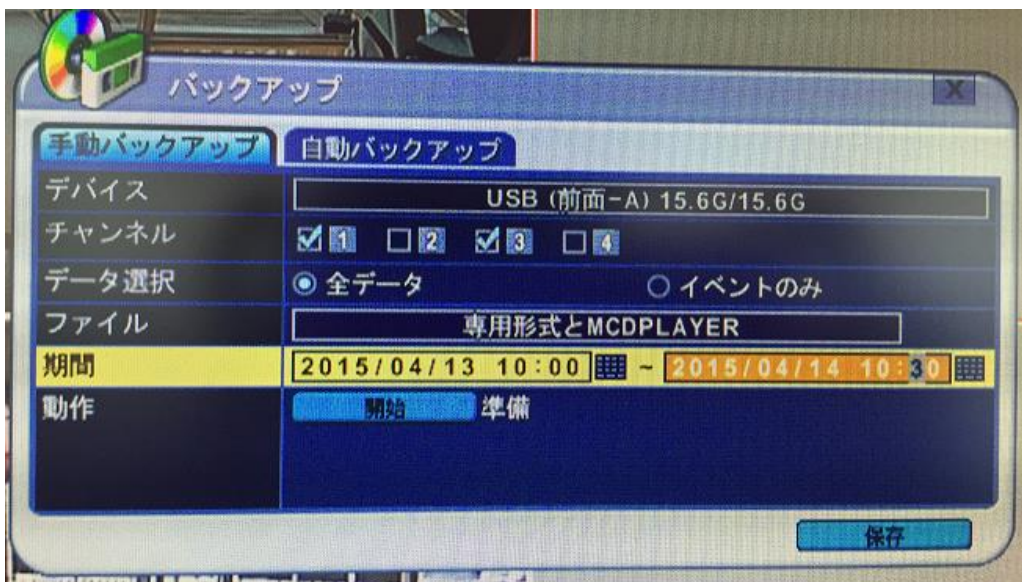 バックアップ
X
手動バックアップ 自動バックアップ
デバイス USB (前面-A) 15.6G/15.6G
チャンネル 1 2 3 4
データ選択 全データ イベントのみ
ファイル 専用形式とMCDPLAYER
期間 2015/04/13 10:00 ~ 2015/04/14 10:30
動作 開始 準備
保存